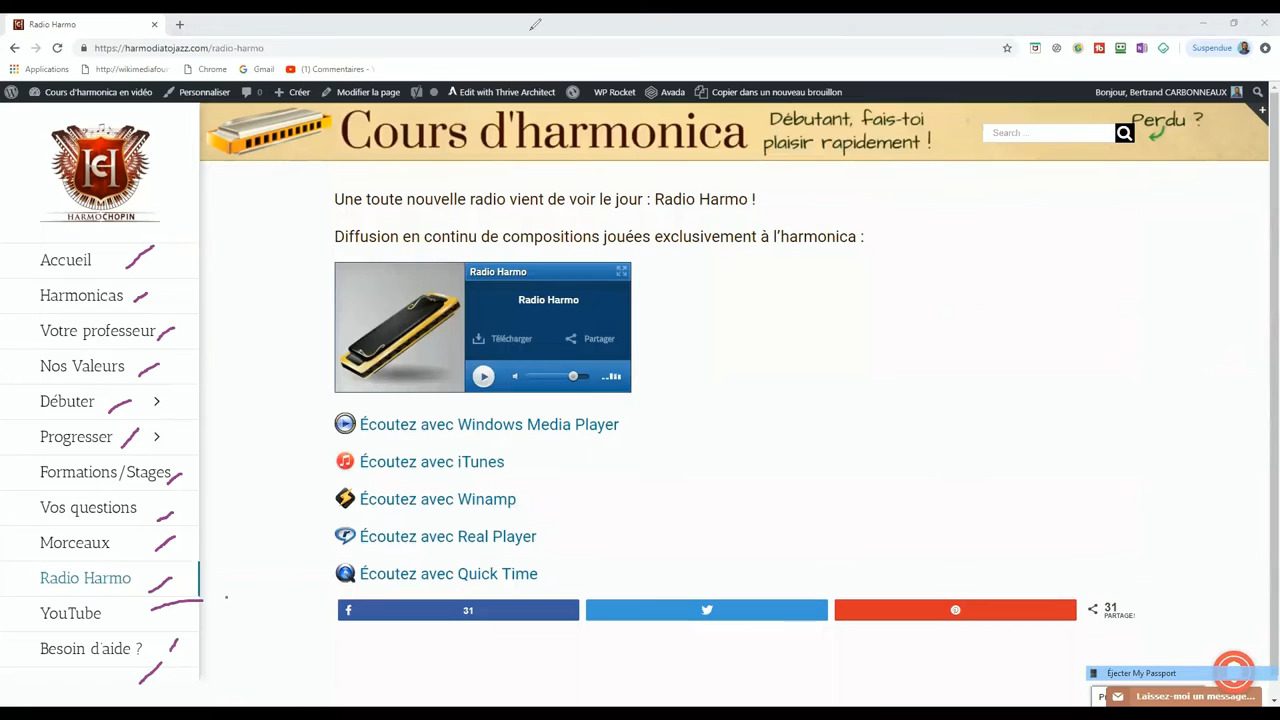 Radio Harmo
https://harmodiatojazz.com/radio-harmo
Suspendue
Applications
http://wikimediafou
Chrome
Gmail
(1) Commentaires -
Cours d'harmonica en vidéo
0
Créer
Personnaliser
Modifier la page
Edit with Thrive Architect
WP Rocket
Avada
Copier dans un nouveau brouillon
Bonjour, Bertrand CARBONNEAUX
HC
HARMOCHOPIN
Cours d'harmonica
Débutant, fais-toi
plaisir rapidement !
Search ...
Perdu ?
Accueil
Harmonicas
Votre professeur
Nos Valeurs
Débuter
Progresser
Formations/Stages
Vos questions
Morceaux
Radio Harmo
YouTube
Besoin d'aide ?
Une toute nouvelle radio vient de voir le jour : Radio Harmo !
Diffusion en continu de compositions jouées exclusivement à l'harmonica :
Radio Harmo
Radio Harmo
Télécharger
Partager
Écoutez avec Windows Media Player
Écoutez avec iTunes
Écoutez avec Winamp
Écoutez avec Real Player
Écoutez avec Quick Time
31
31
PARTAGE!
Éjecter My Passport
Laissez-moi un message...